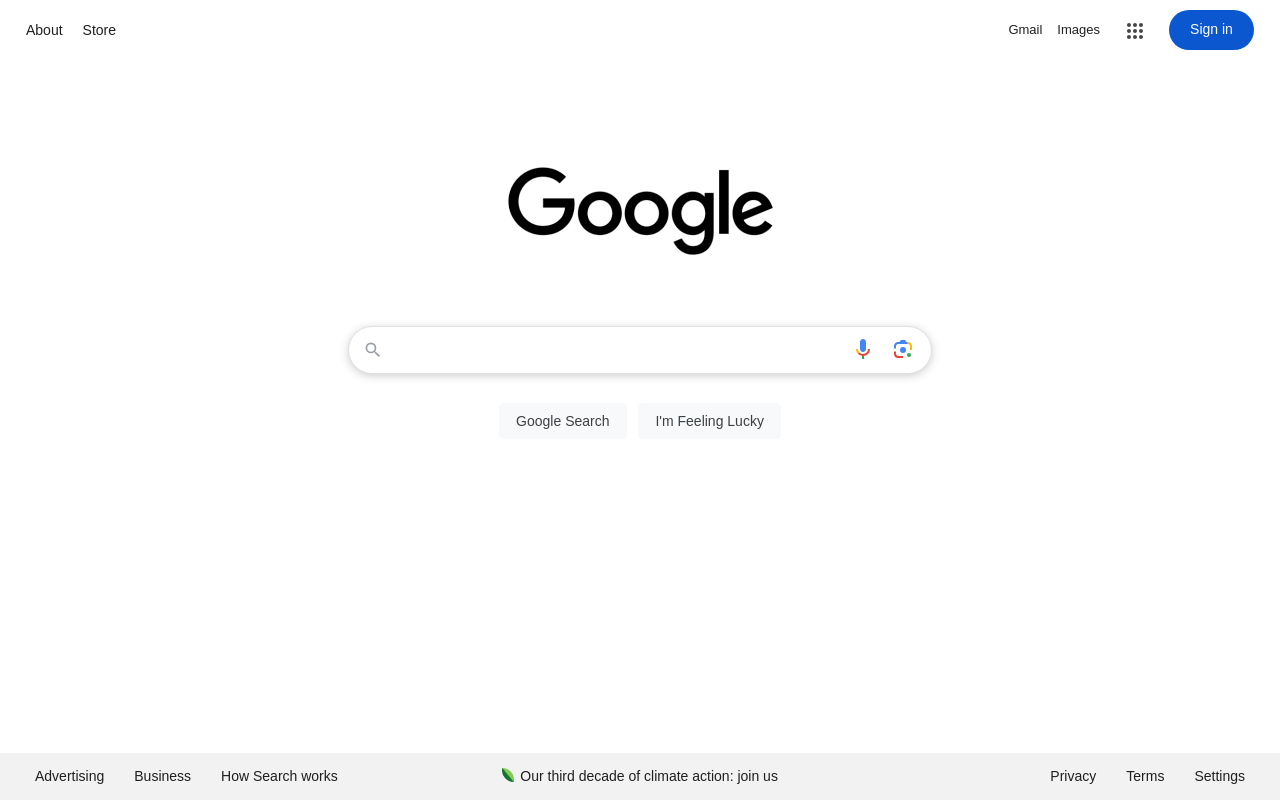 About Store Gmail Images Sign in
Google
Google Search I'm Feeling Lucky
Advertising Business How Search works Our third decade of climate action: join us Privacy Terms Settings